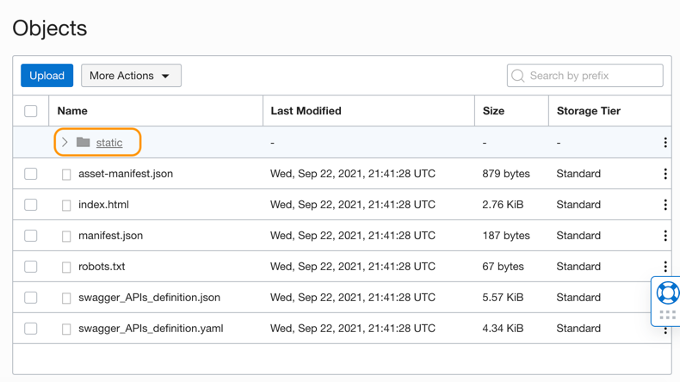 Objects
Upload More Actions Search by prefix
Name Last Modified Size Storage Tier
static - - -
asset-manifest.json Wed, Sep 22, 2021, 21:41:28 UTC 879 bytes Standard
index.html Wed, Sep 22, 2021, 21:41:28 UTC 2.76 KiB Standard
manifest.json Wed, Sep 22, 2021, 21:41:28 UTC 187 bytes Standard
robots.txt Wed, Sep 22, 2021, 21:41:28 UTC 67 bytes Standard
swagger_APIs_definition.json Wed, Sep 22, 2021, 21:41:28 UTC 5.57 KiB Standard
swagger_APIs_definition.yaml Wed, Sep 22, 2021, 21:41:28 UTC 4.34 KiB Standard